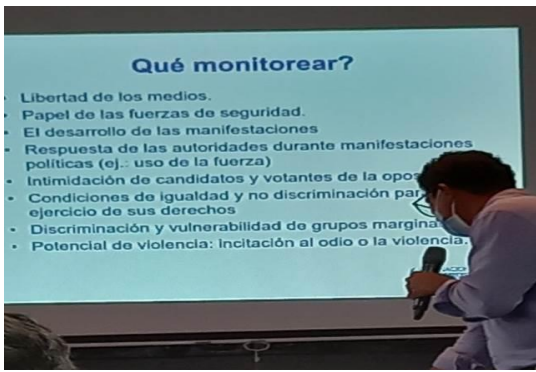 Qué monitorear?
Libertad de los medios.
Papel de las fuerzas de seguridad.
El desarrollo de las manifestaciones
Respuesta de las autoridades durante manifestaciones
políticas (ej.: uso de la fuerza)
Intimidación de candidatos y votantes de la
Condiciones de igualdad y no discriminación
ejercicio de sus derechos
Discriminación y vulnerabilidad de grupos
Potencial de violencia: incitación al odio o la violencia.